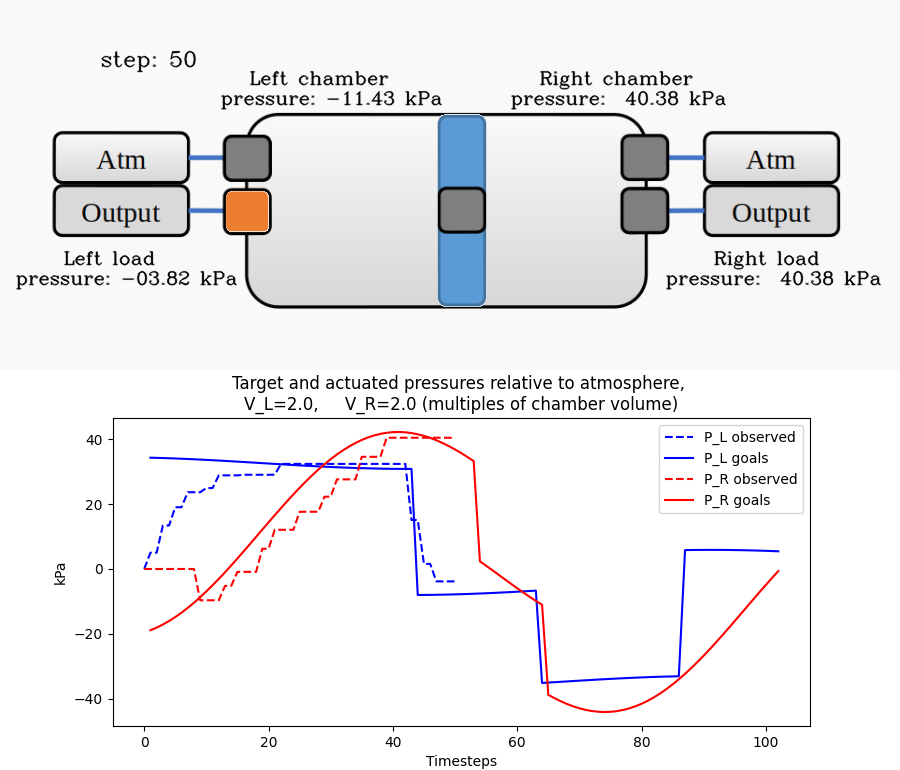 step: 50
Left chamber
pressure: -11.43 kPa
Right chamber
pressure:  40.38 kPa
Atm
Output
Atm
Output
Left load
pressure: -03.82 kPa
Right load
pressure:  40.38 kPa
Target and actuated pressures relative to atmosphere,
V_L=2.0,     V_R=2.0 (multiples of chamber volume)
P_L observed
P_L goals
P_R observed
P_R goals
kPa
40
20
0
−20
−40
0 20 40 60 80 100
Timesteps